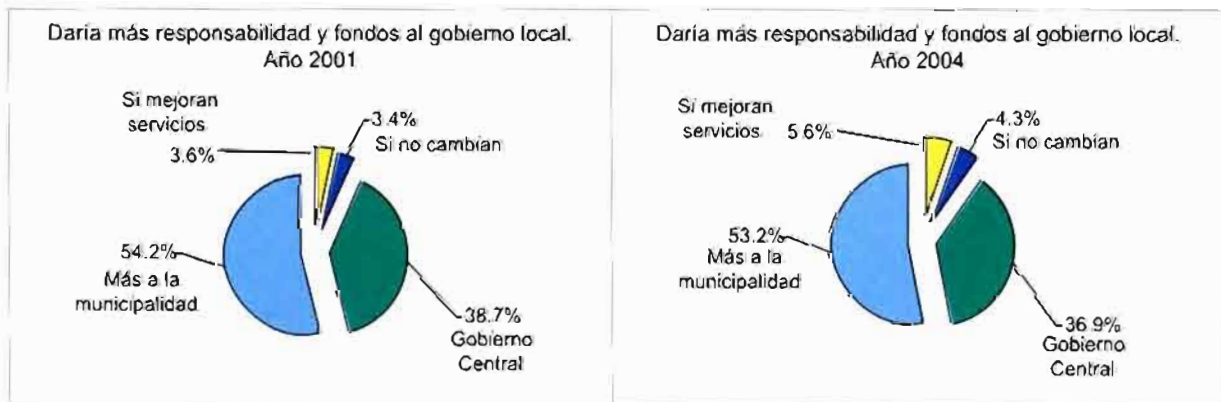 Daría más responsabilidad y fondos al gobierno local.
Año 2001
Si mejoran
servicios
3.6%
3.4%
Si no cambían
54.2%
Más a la
municipalidad
38.7%
Gobierno
Central
Daría más responsabilidad y fondos al gobierno local.
Año 2004
Si mejoran
servicios
5.6%
4.3%
Si no cambían
53.2%
Más a la
municipalidad
36.9%
Gobierno
Central